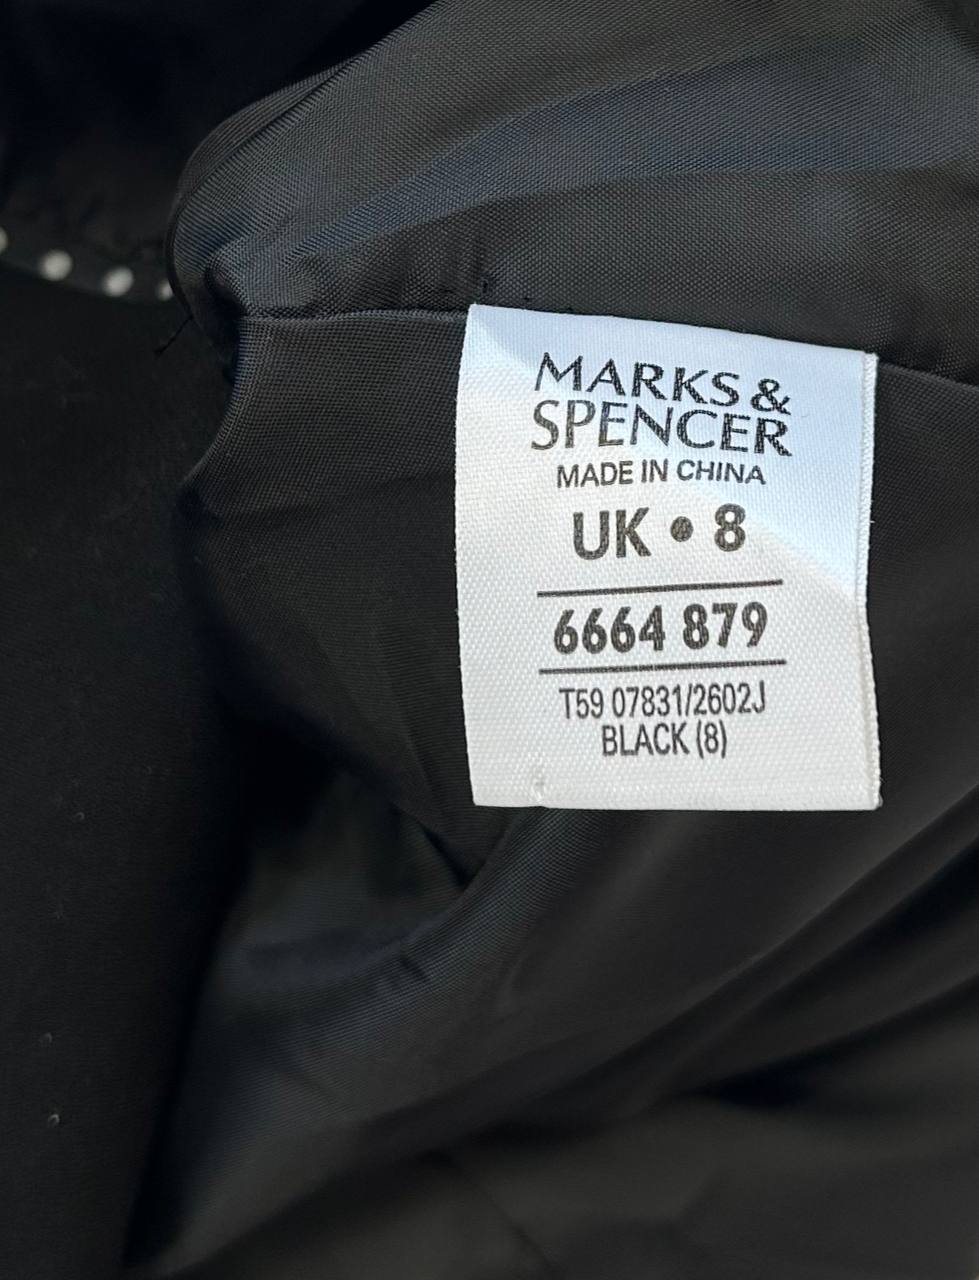 MARKS &
SPENCER
MADE IN CHINA
UK • 8
6664 879
T59 07831/2602J
BLACK (8)